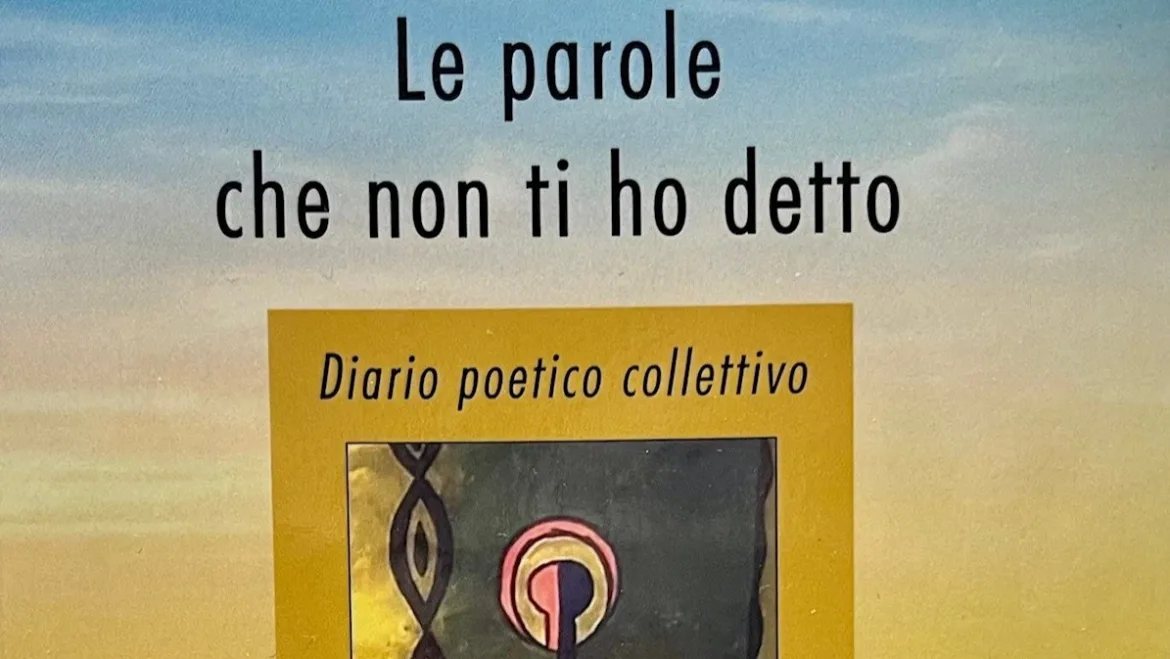 Le parole
che non ti ho detto
Diario poetico collettivo